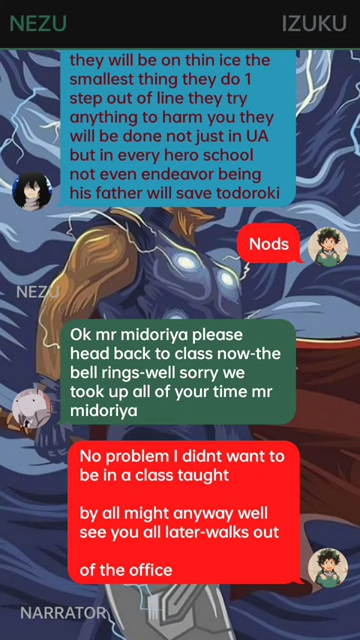 NEZU
IZUKU
they will be on thin ice the
smallest thing they do 1
step out of line they try
anything to harm you they
will be done not just in UA
but in every hero school
not even endeavor being
his father will save todoroki
Nods
NEZU
Ok mr midoriya please
head back to class now-the
bell rings-well sorry we
took up all of your time mr
midoriya
No problem I didnt want to
be in a class taught
by all might anyway well
see you all later-walks out
of the office
NARRATOR